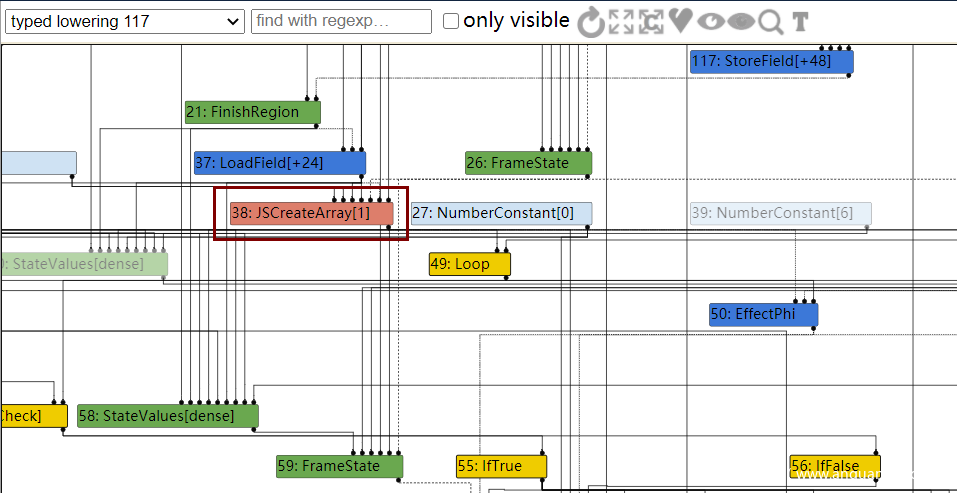 typed lowering 117
find with regexp…
only visible
117: StoreField[+48]
21: FinishRegion
37: LoadField[+24]
26: FrameState
38: JSCreateArray[1]
27: NumberConstant[0]
39: NumberConstant[6]
: StateValues[dense]
49: Loop
50: EffectPhi
Check]
58: StateValues[dense]
59: FrameState
55: IfTrue
56: IfFalse